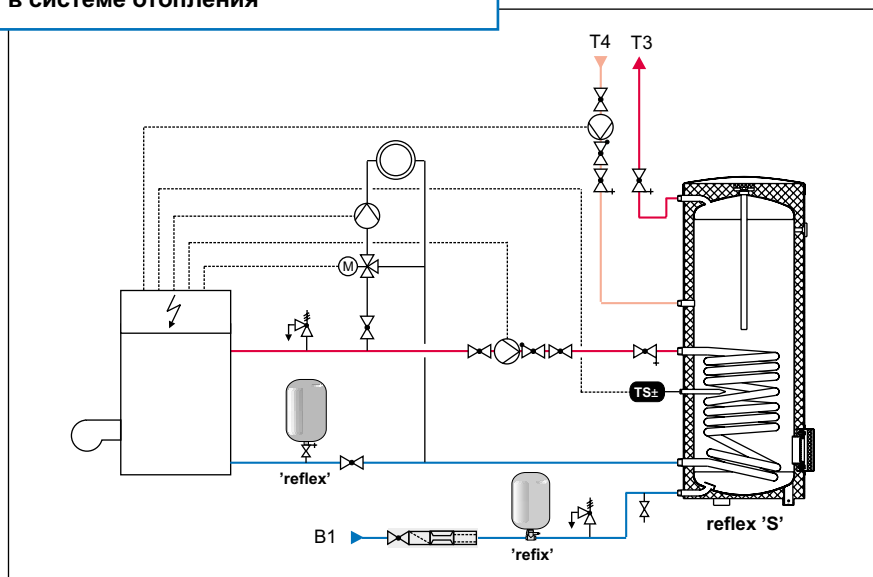 в системе отопления
T4 T3
M
TS±
'reflex'
B1
'refix'
reflex 'S'